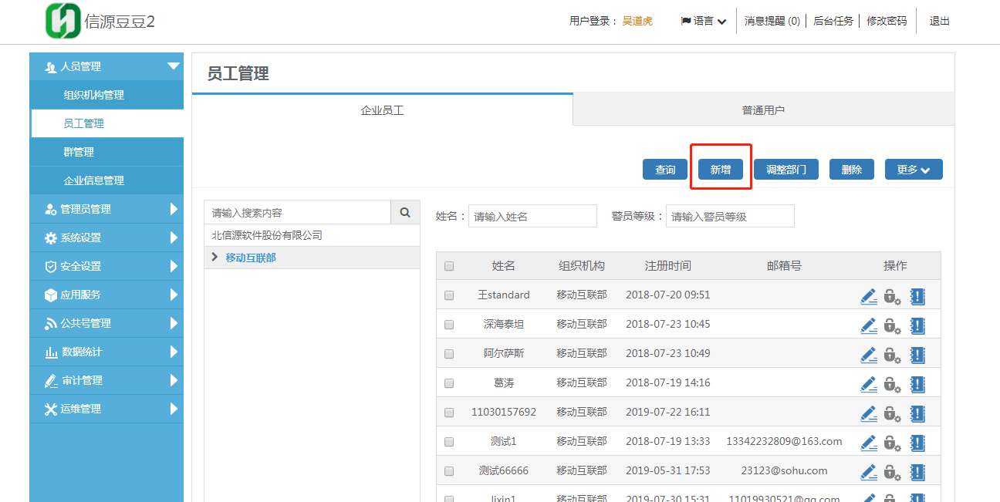 信源豆豆2
用户登录： 吴道虎 语言 消息提醒 (0) 后台任务 修改密码 退出
人员管理
组织机构管理
员工管理
群管理
企业信息管理
管理员管理
系统设置
安全设置
应用服务
公共号管理
数据统计
审计管理
运维管理
员工管理
企业员工 普通用户
查询 新增 调整部门 删除 更多
请输入搜索内容
北信源软件股份有限公司
移动互联部
姓名： 请输入姓名 警员等级： 请输入警员等级
姓名 组织机构 注册时间 邮箱号 操作
王standard 移动互联部 2018-07-20 09:51
深海泰坦 移动互联部 2018-07-23 10:45
阿尔萨斯 移动互联部 2018-07-23 10:49
葛涛 移动互联部 2018-07-19 14:16
11030157692 移动互联部 2019-07-22 16:11
测试1 移动互联部 2018-07-19 13:33 13342232809@163.com
测试66666 移动互联部 2019-05-31 17:53 23123@sohu.com
lixin1 移动互联部 2019-07-30 15:31 11019930521@qq.com